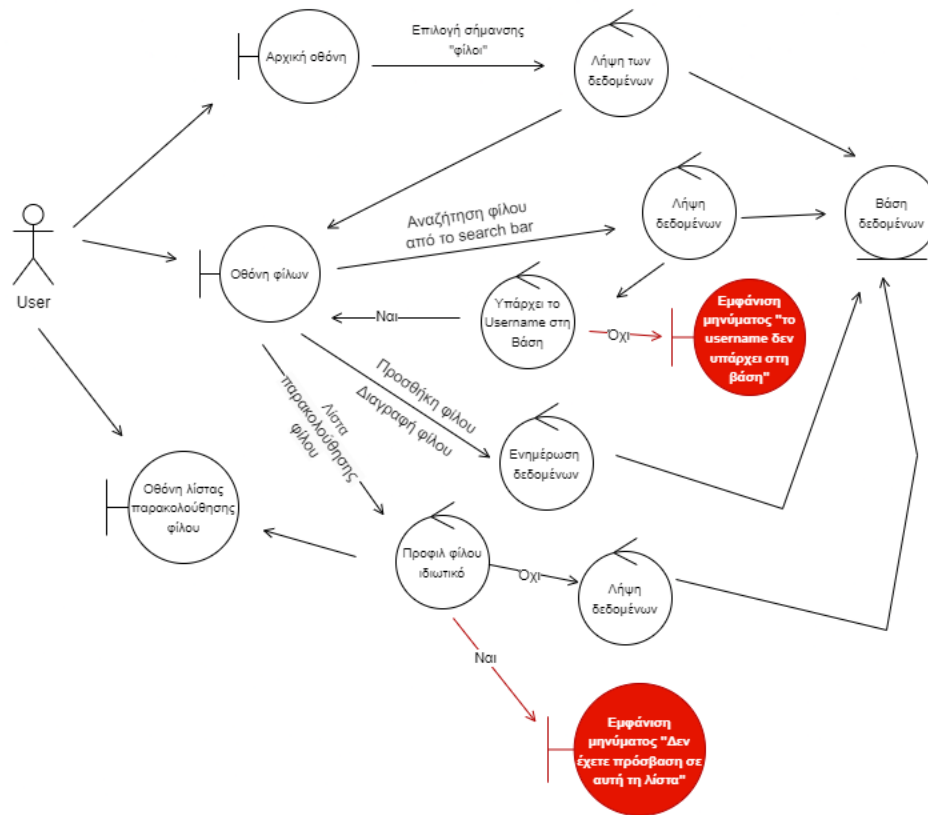 Επιλογή σήμανσης
"φίλοι"
Αρχική οθόνη
Λήψη των
δεδομένων
Αναζήτηση φίλου
από το search bar
Λήψη
δεδομένων
Βάση
δεδομένων
User
Οθόνη φίλων
Ναι
Υπάρχει το
Username στη
Βάση
Όχι
Εμφάνιση
μηνύματος "το
username δεν
υπάρχει στη
βάση"
Προσθήκη φίλου
Διαγραφή φίλου
Λίστα
παρακολούθησης
φίλου
Ενημέρωση
δεδομένων
Οθόνη λίστας
παρακολούθησης
φίλου
Προφιλ φίλου
ιδιωτικό
Όχι
Λήψη
δεδομένων
Ναι
Εμφάνιση
μηνύματος "Δεν
έχετε πρόσβαση σε
αυτή τη λίστα"